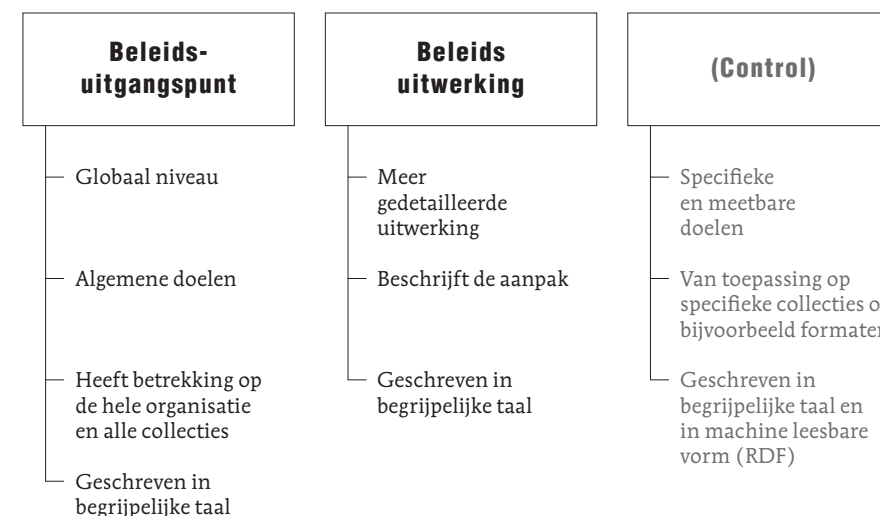 Beleids-
uitgangspunt
Globaal niveau
Algemene doelen
Heeft betrekking op
de hele organisatie
en alle collecties
Geschreven in
begrijpelijke taal
Beleids
uitwerking
Meer
gedetailleerde
uitwerking
Beschrijft de aanpak
Geschreven in
begrijpelijke taal
(Control)
Specifieke
en meetbare
doelen
Van toepassing op
specifieke collecties
bijvoorbeeld
Geschreven in
begrijpelijke taal en
in machine leesbare
vorm (RDF)